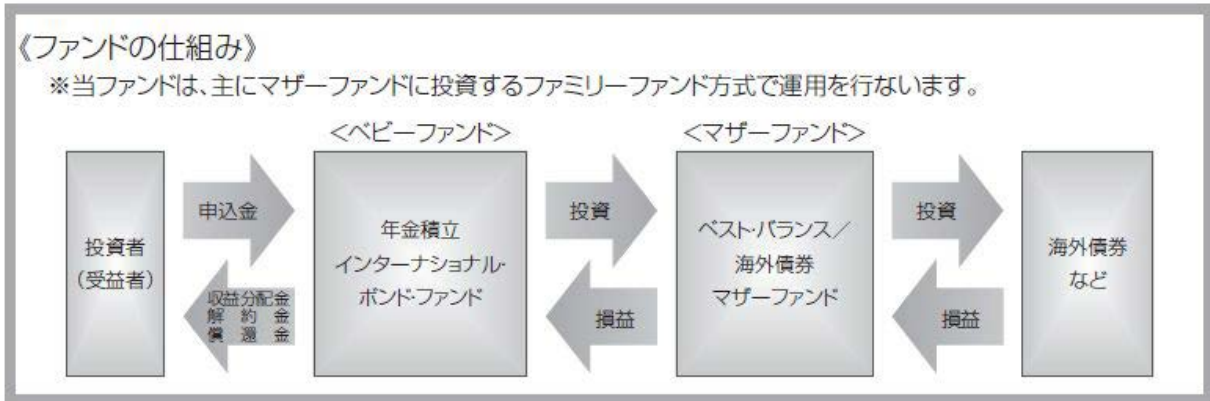 《ファンドの仕組み》
※当ファンドは、主にマザーファンドに投資するファミリーファンド方式で運用を行ないます。
<ベビーファンド>
<マザーファンド>
投資者
(受益者)
申込金
収益分配金
解約金
償還金
年金積立
インターナショナル・
ボンド・ファンド
投資
損益
ベスト・バランス／
海外債券
マザーファンド
投資
損益
海外債券
など